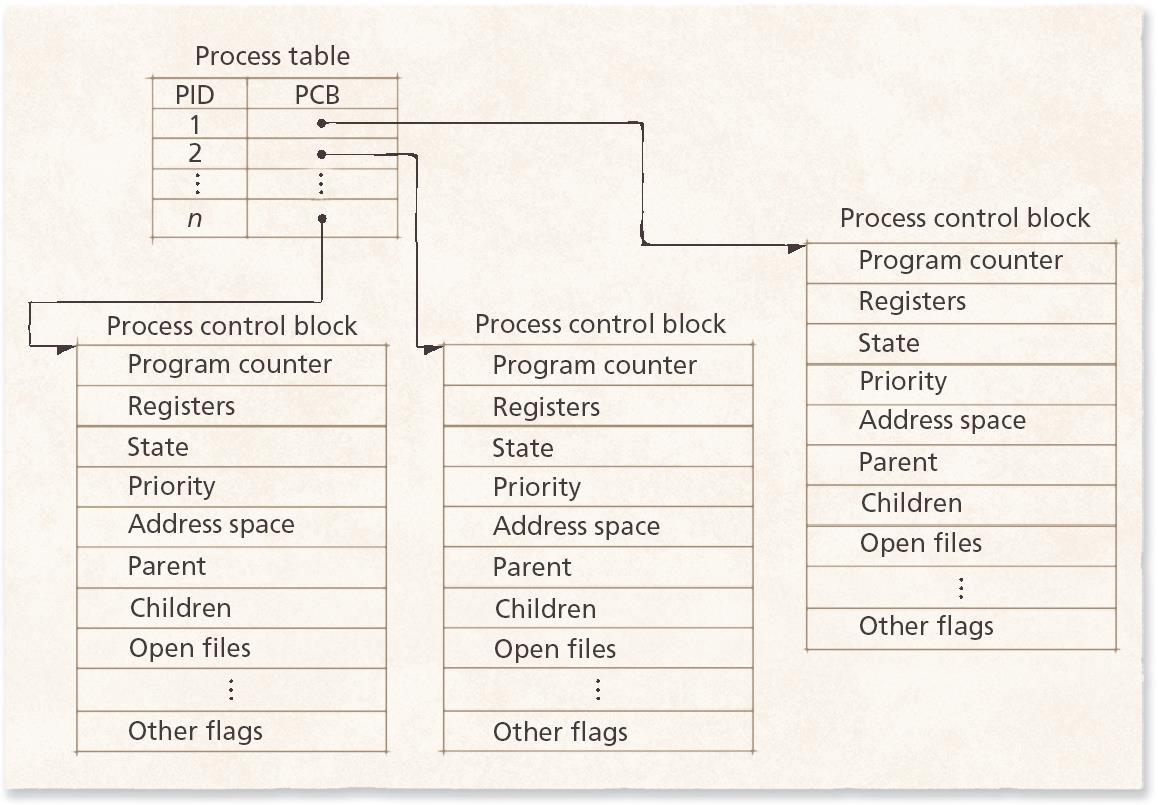 Process table
PID PCB
1
2
⋮ ⋮
n
Process control block
Program counter
Registers
State
Priority
Address space
Parent
Children
Open files
⋮
Other flags
Process control block
Program counter
Registers
State
Priority
Address space
Parent
Children
Open files
⋮
Other flags
Process control block
Program counter
Registers
State
Priority
Address space
Parent
Children
Open files
⋮
Other flags